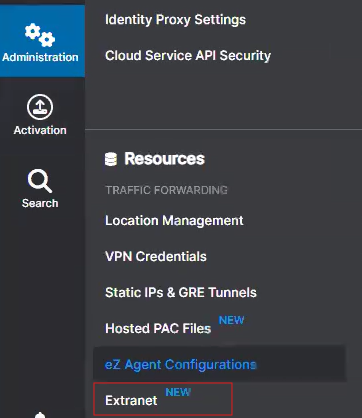 Identity Proxy Settings
Cloud Service API Security
Administration
Activation
Search
Resources
TRAFFIC FORWARDING
Location Management
VPN Credentials
Static IPs & GRE Tunnels
Hosted PAC Files NEW
eZ Agent Configurations
Extranet NEW